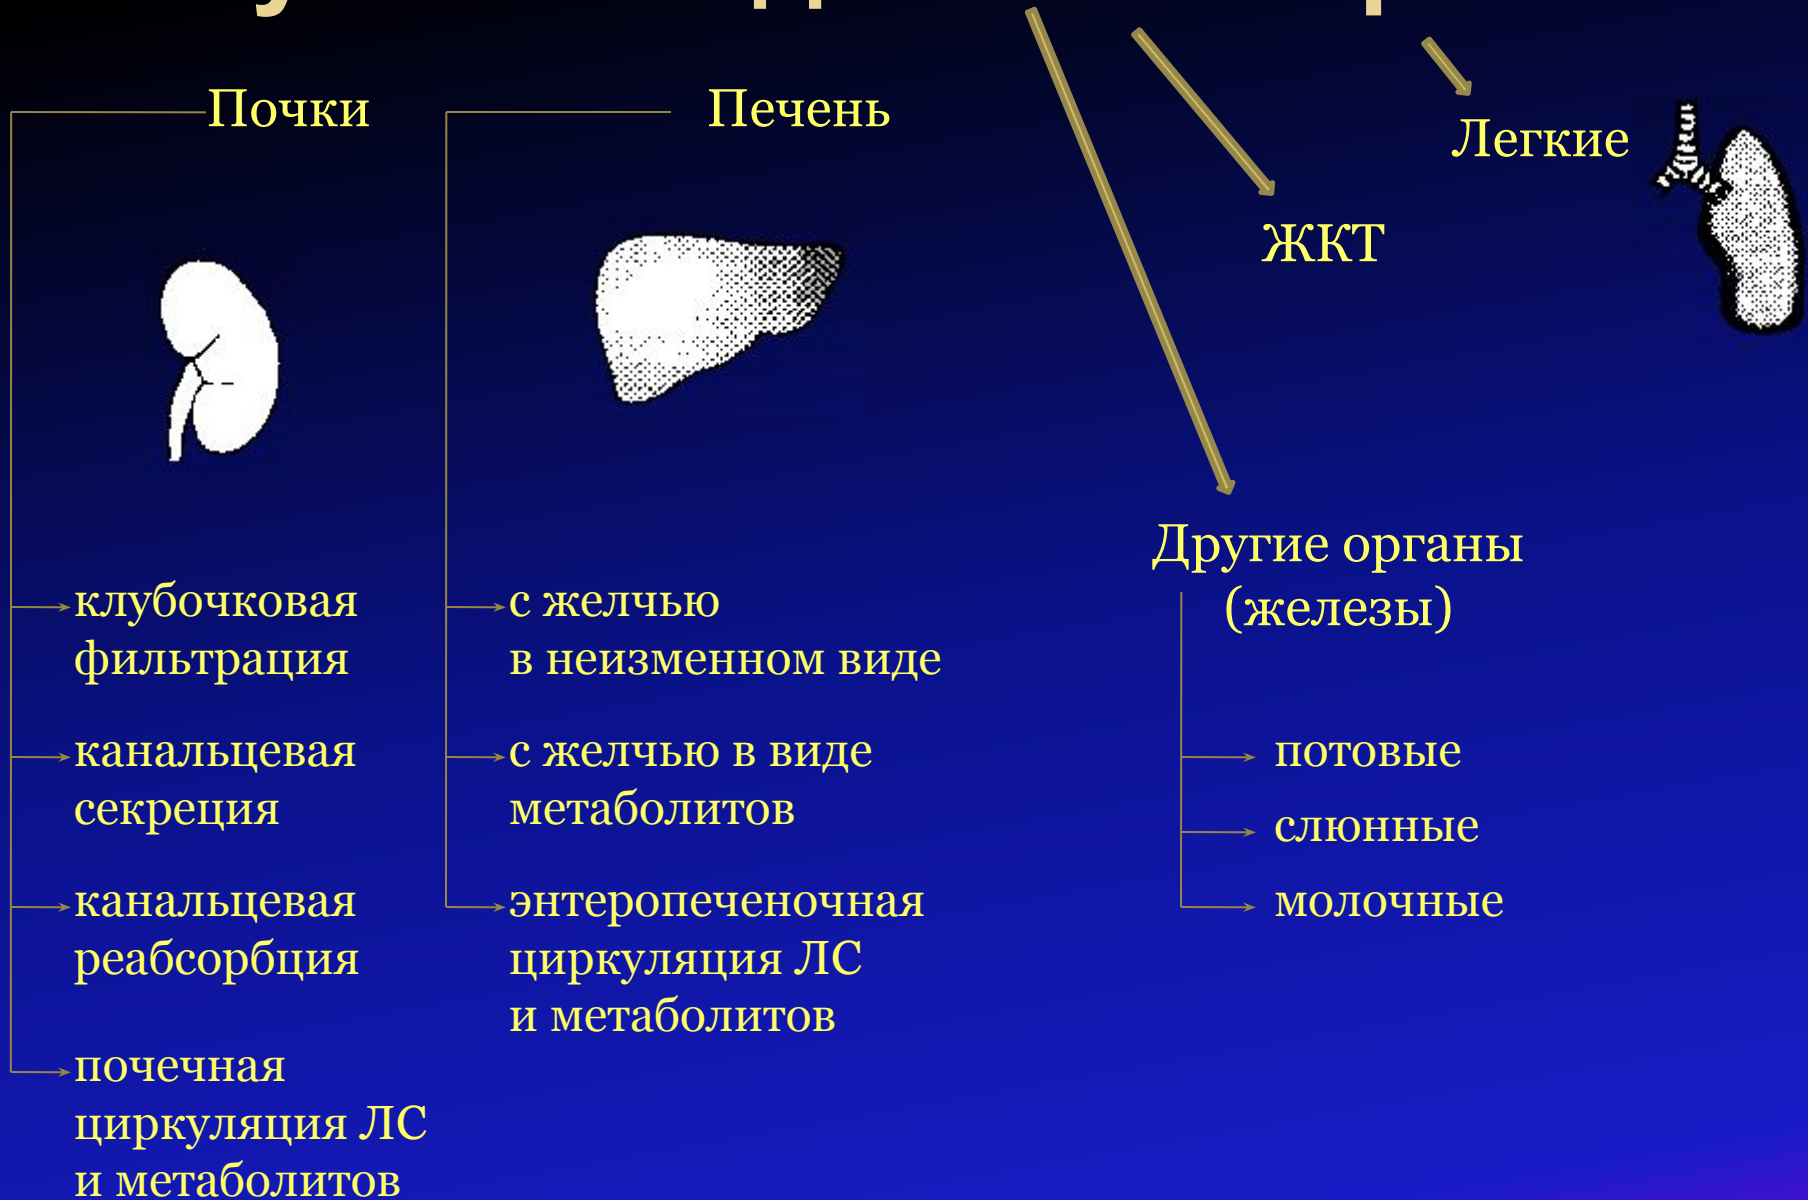 Почки
клубочковая
фильтрация
канальцевая
секреция
канальцевая
реабсорбция
почечная
циркуляция ЛС
и метаболитов
Печень
с желчью
в неизменном виде
с желчью в виде
метаболитов
энтеропеченочная
циркуляция ЛС
и метаболитов
Легкие
ЖКТ
Другие органы
(железы)
потовые
слюнные
молочные